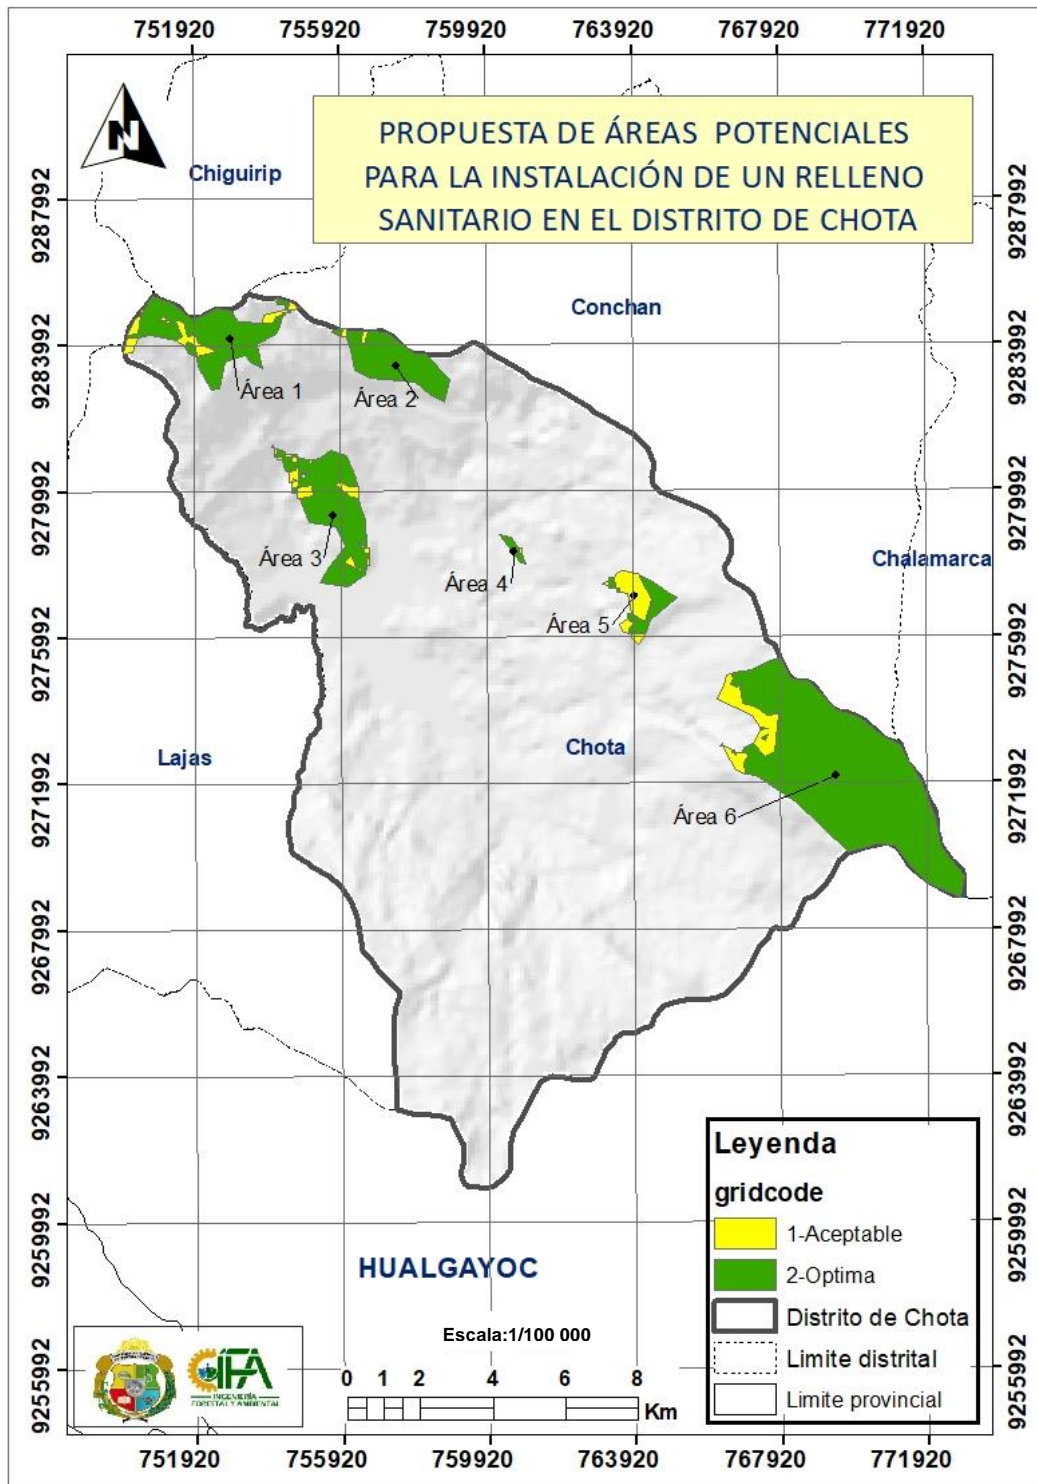 751920 755920 759920 763920 767920 771920
PROPUESTA DE ÁREAS POTENCIALES
PARA LA INSTALACIÓN DE UN RELLENO
SANITARIO EN EL DISTRITO DE CHOTA
N
Chiguirip
9287992 9287992
Conchan
9283992 9283992
Área 1
Área 2
9279992 9279992
Área 3
Área 4
Chalamarca
Área 5
9275992 9275992
Lajas
Chota
9271992 9271992
Área 6
9267992 9267992
9263992 9263992
Leyenda
gridcode
1-Aceptable
2-Optima
Distrito de Chota
Limite distrital
Limite provincial
9259992 9259992
HUALGAYOC
Escala:1/100 000
0 1 2 4 6 8
Km
9255992 9255992
IFA
INGENIERÍA
FORESTAL Y AMBIENTAL
751920 755920 759920 763920 767920 771920